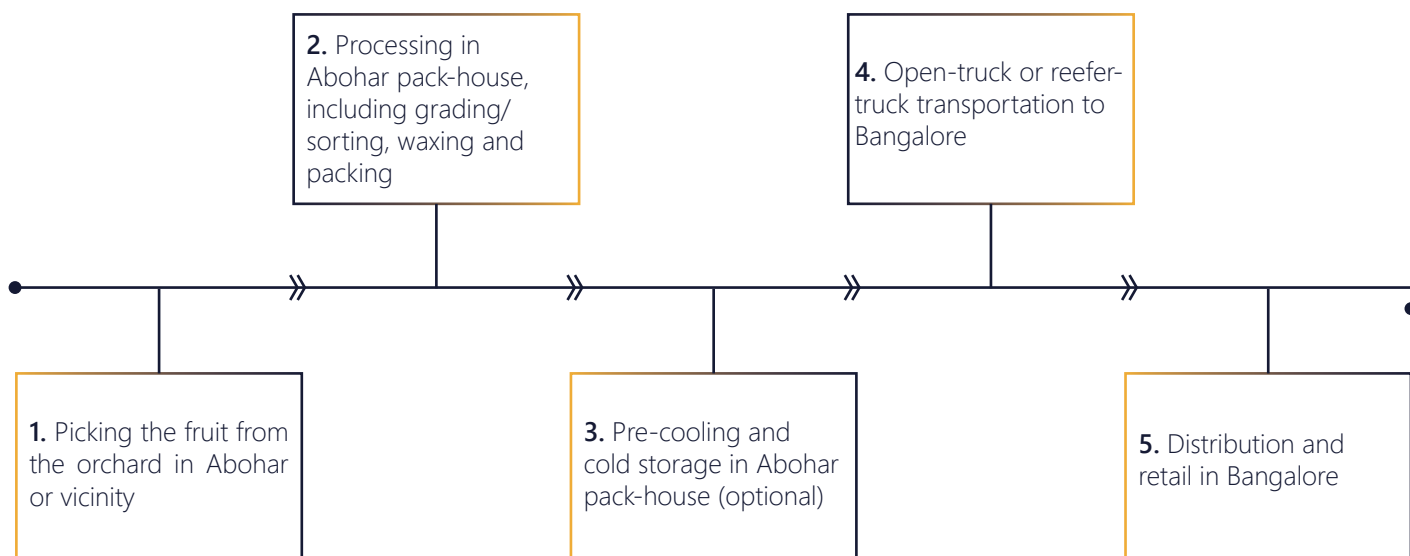 1. Picking the fruit from
the orchard in Abohar
or vicinity
2. Processing in
Abohar pack-house,
including grading/
sorting, waxing and
packing
3. Pre-cooling and
cold storage in Abohar
pack-house (optional)
4. Open-truck or reefer-
truck transportation to
Bangalore
5. Distribution and
retail in Bangalore